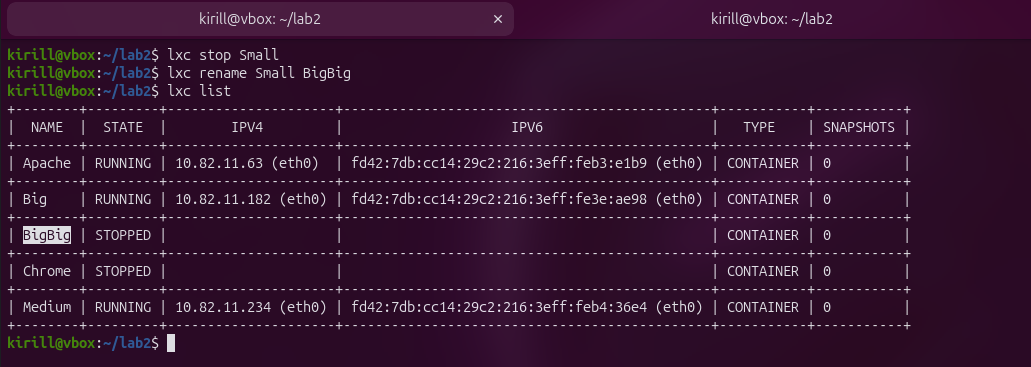 kirill@vbox: ~/lab2 × kirill@vbox: ~/lab2
kirill@vbox:~/lab2$ lxc stop Small
kirill@vbox:~/lab2$ lxc rename Small BigBig
kirill@vbox:~/lab2$ lxc list
+---------+---------+---------------------+----------------------------------------------+-----------+-----------+
|  NAME  |  STATE  |        IPV4         |                     IPV6                     |   TYPE    | SNAPSHOTS |
+--------+---------+---------------------+----------------------------------------------+-----------+-----------+
| Apache | RUNNING | 10.82.11.63 (eth0)  | fd42:7db:cc14:29c2:216:3eff:feb3:e1b9 (eth0) | CONTAINER | 0         |
+--------+---------+---------------------+----------------------------------------------+-----------+-----------+
| Big    | RUNNING | 10.82.11.182 (eth0) | fd42:7db:cc14:29c2:216:3eff:fe3e:ae98 (eth0) | CONTAINER | 0         |
+--------+---------+---------------------+----------------------------------------------+-----------+-----------+
| BigBig | STOPPED |                     |                                              | CONTAINER | 0         |
+--------+---------+---------------------+----------------------------------------------+-----------+-----------+
| Chrome | STOPPED |                     |                                              | CONTAINER | 0         |
+--------+---------+---------------------+----------------------------------------------+-----------+-----------+
| Medium | RUNNING | 10.82.11.234 (eth0) | fd42:7db:cc14:29c2:216:3eff:feb4:36e4 (eth0) | CONTAINER | 0         |
+--------+---------+---------------------+----------------------------------------------+-----------+-----------+
kirill@vbox:~/lab2$